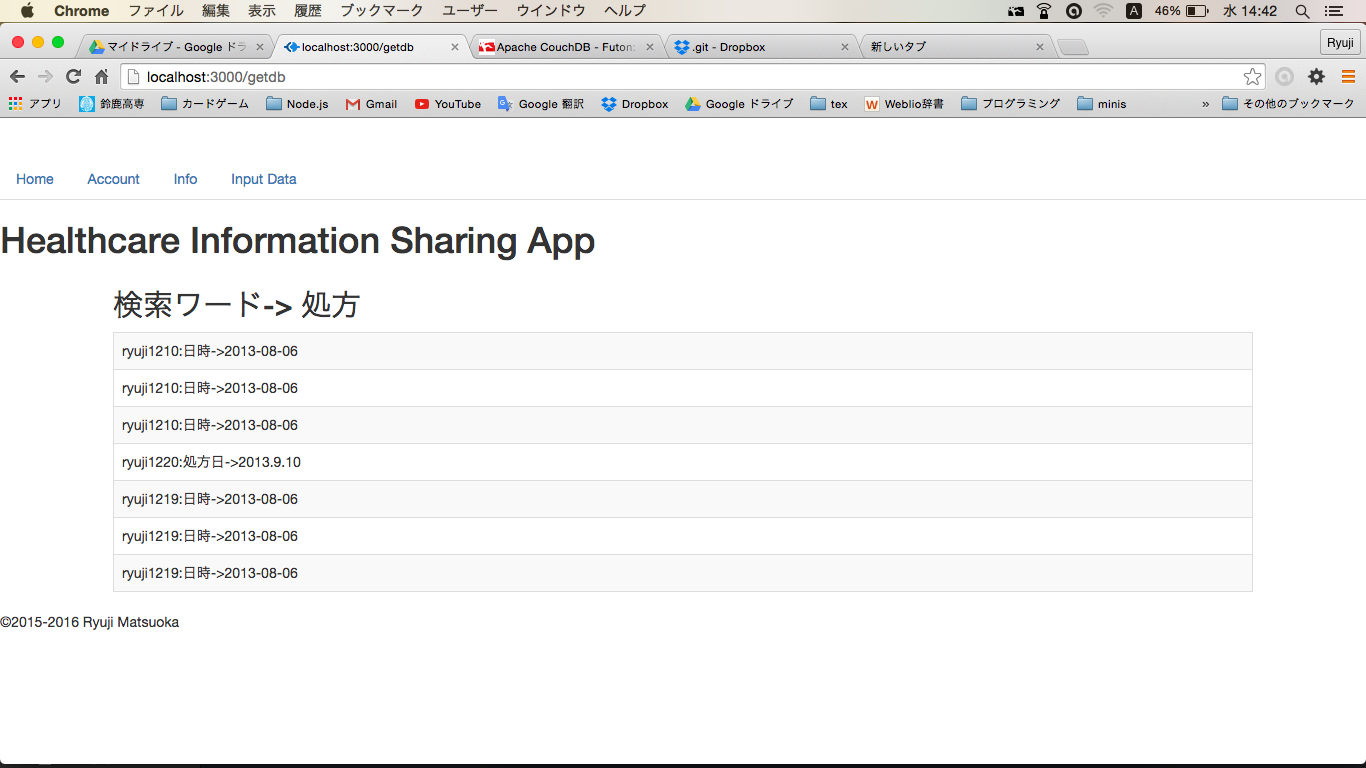 Chrome ファイル 編集 表示 履歴 ブックマーク ユーザー ウインドウ ヘルプ A 46% 水 14:42
マイドライブ - Google ドラ localhost:3000/getdb Apache CouchDB - Futon: .git - Dropbox 新しいタブ Ryuji
localhost:3000/getdb
アプリ 鈴鹿高専 カードゲーム Node.js Gmail YouTube Google 翻訳 Dropbox Google ドライブ tex W Weblio辞書 プログラミング minis » その他のブックマーク
Home Account Info Input Data
Healthcare Information Sharing App
検索ワード-> 処方
ryuji1210:日時->2013-08-06
ryuji1210:日時->2013-08-06
ryuji1210:日時->2013-08-06
ryuji1220:処方日->2013.9.10
ryuji1219:日時->2013-08-06
ryuji1219:日時->2013-08-06
ryuji1219:日時->2013-08-06
©2015-2016 Ryuji Matsuoka